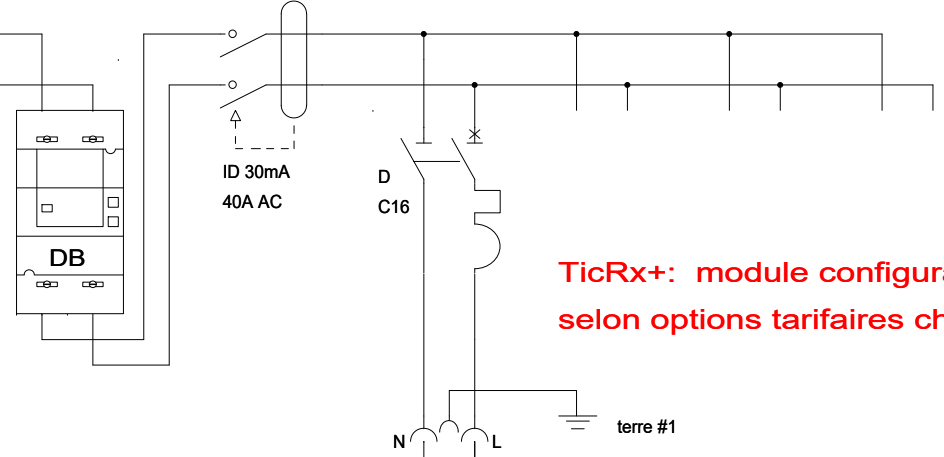 ID 30mA
40A AC
D
C16
DB
TicRx+: module
selon options tarifaires
terre #1
N
L